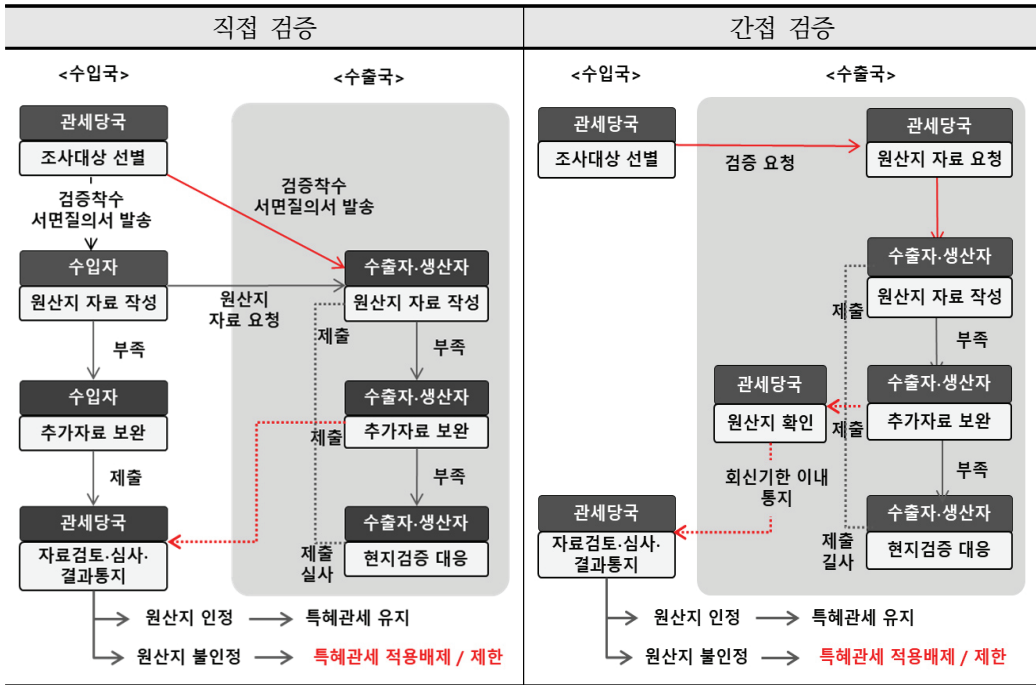 직접 검증
간접 검증
<수입국>
<수출국>
관세당국
조사대상 선별
검증착수
서면질의서 발송
검증착수
서면질의서 발송
수입자
원산지 자료 작성
원산지
자료 요청
수출자·생산자
원산지 자료 작성
제출
부족
부족
수입자
추가자료 보완
수출자·생산자
추가자료 보완
제출
제출
부족
관세당국
자료검토·심사·
결과통지
수출자·생산자
현지검증 대응
제출
실사
원산지 인정
특혜관세 유지
원산지 불인정
특혜관세 적용배제 / 제한
<수입국>
<수출국>
관세당국
조사대상 선별
검증 요청
관세당국
원산지 자료 요청
수출자·생산자
원산지 자료 작성
제출
부족
관세당국
원산지 확인
수출자·생산자
추가자료 보완
제출
회신기한 이내
통지
부족
관세당국
자료검토·심사·
결과통지
수출자·생산자
현지검증 대응
제출
길사
원산지 인정
특혜관세 유지
원산지 불인정
특혜관세 적용배제 / 제한